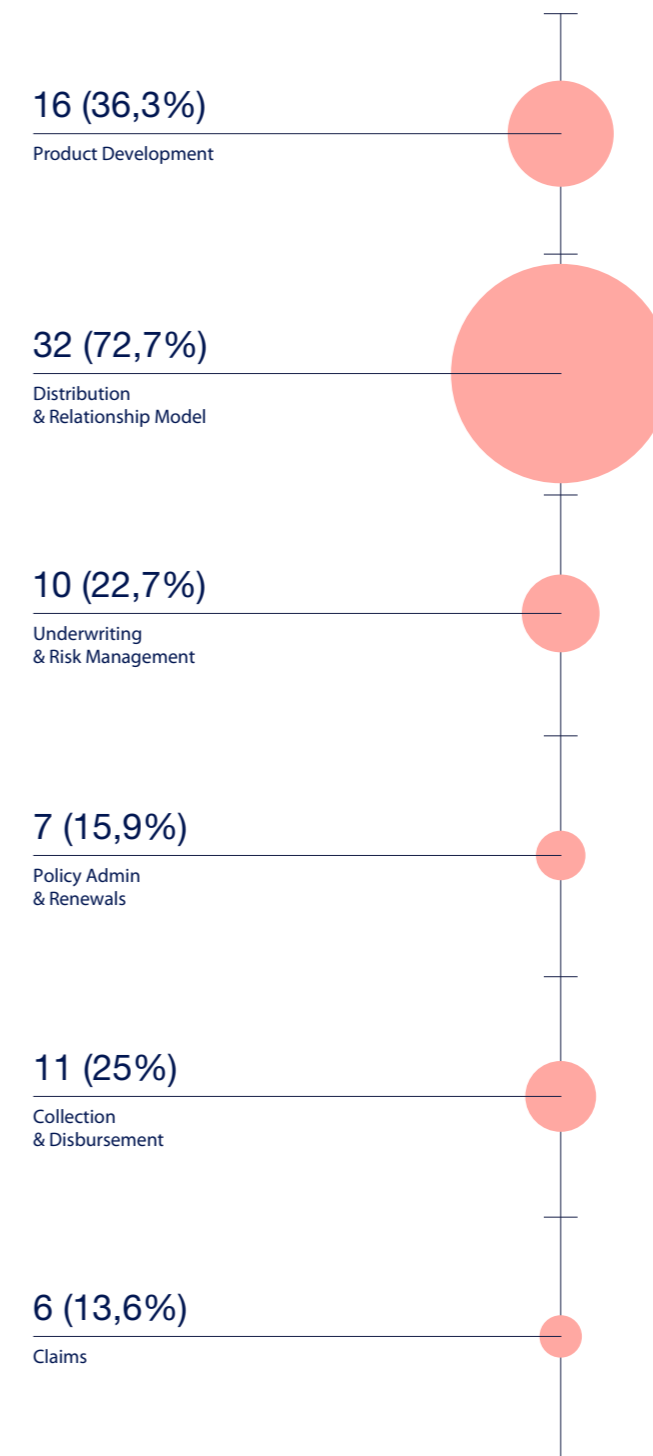 16 (36,3%)
Product Development
32 (72,7%)
Distribution
& Relationship Model
10 (22,7%)
Underwriting
& Risk Management
7 (15,9%)
Policy Admin
& Renewals
11 (25%)
Collection
& Disbursement
6 (13,6%)
Claims